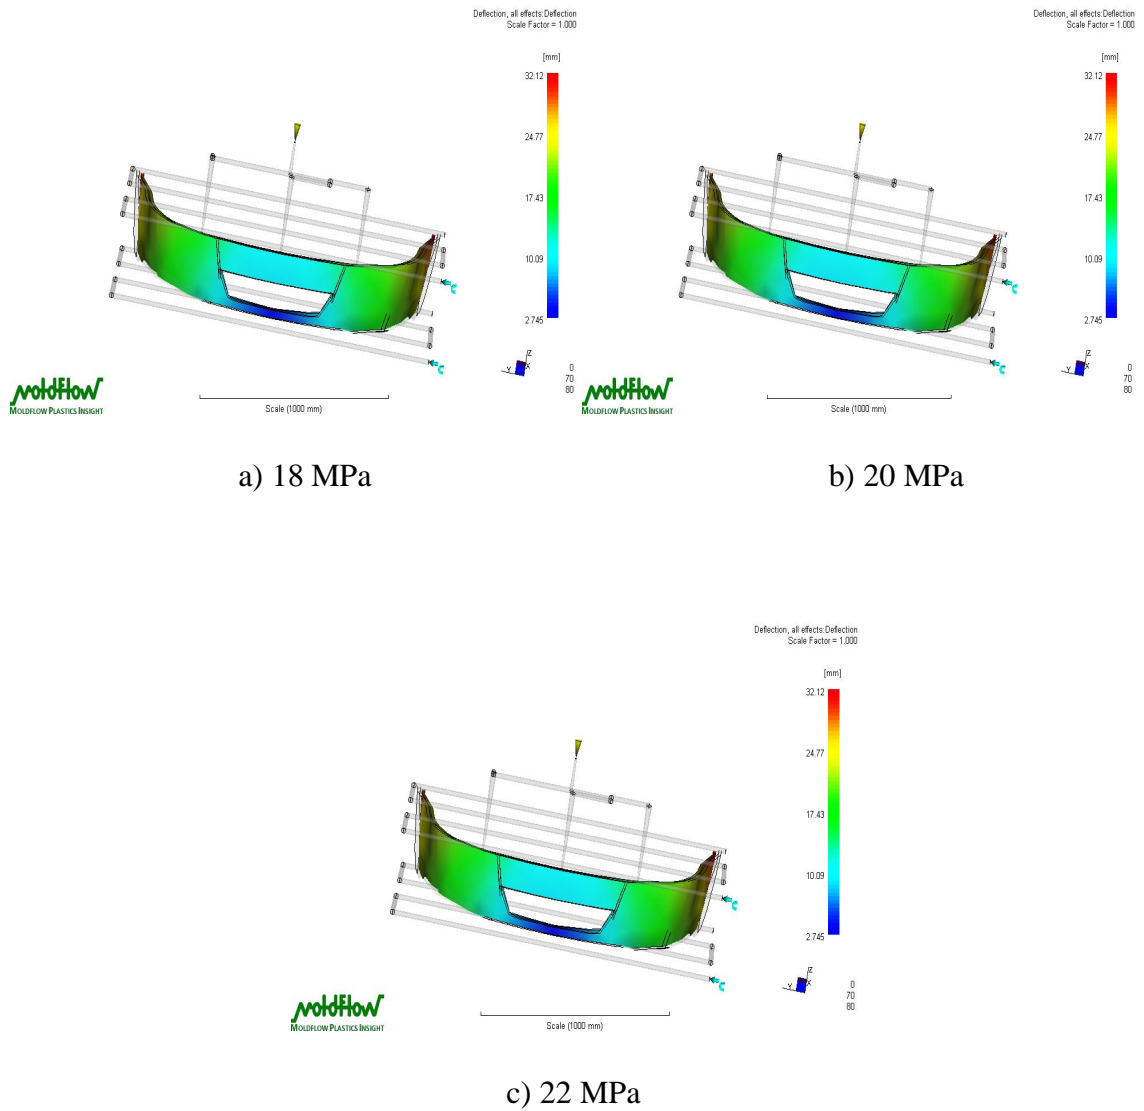 Deflection, all effects:Deflection
Scale Factor = 1.000
[mm]
32.12
24.77
17.43
10.09
2.745
Z
Y X
0
70
80
moldflow
MOLDFLOW PLASTICS INSIGHT
Scale (1000 mm)
a) 18 MPa
Deflection, all effects:Deflection
Scale Factor = 1.000
[mm]
32.12
24.77
17.43
10.09
2.745
Z
Y X
0
70
80
moldflow
MOLDFLOW PLASTICS INSIGHT
Scale (1000 mm)
b) 20 MPa
Deflection, all effects:Deflection
Scale Factor = 1.000
[mm]
32.12
24.77
17.43
10.09
2.745
Z
Y X
0
70
80
moldflow
MOLDFLOW PLASTICS INSIGHT
Scale (1000 mm)
c) 22 MPa